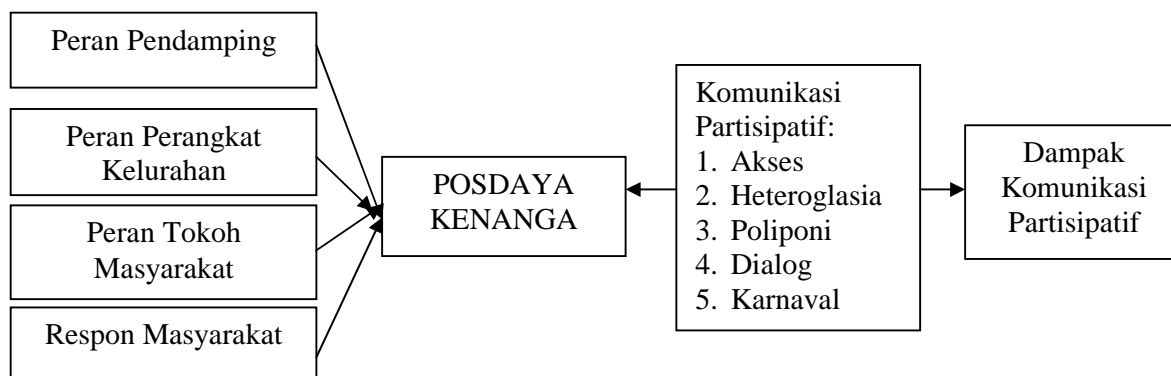 Peran Pendamping
Peran Perangkat
Kelurahan
Peran Tokoh
Masyarakat
Respon Masyarakat
POSDAYA
KENANGA
Komunikasi
Partisipatif:
1. Akses
2. Heteroglasia
3. Poliponi
4. Dialog
5. Karnaval
Dampak
Komunikasi
Partisipatif